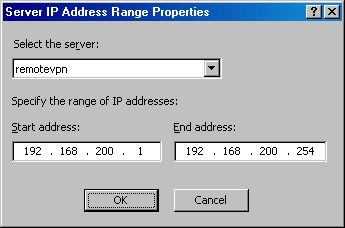 Server IP Address Range Properties
Select the server:
remotevpn
Specify the range of IP addresses:
Start address: End address:
192 . 168 . 200 . 1 192 . 168 . 200 . 254
OK Cancel